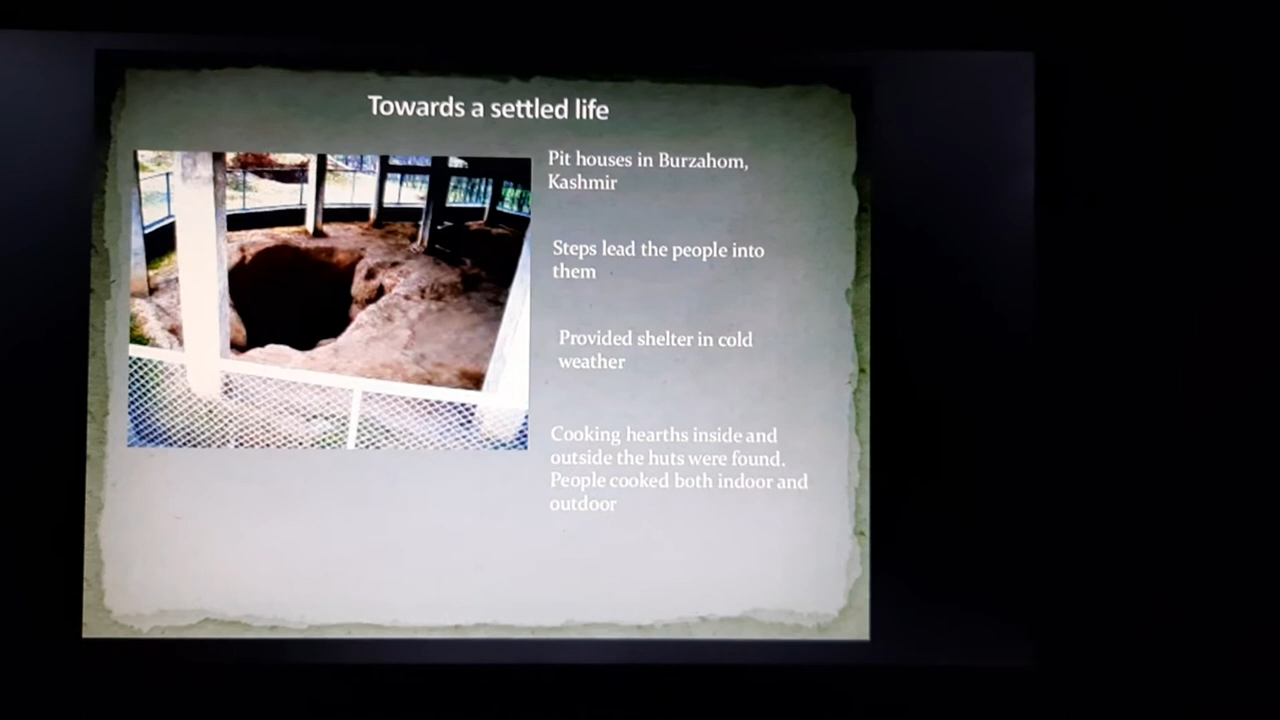 Towards a settled life
Pit houses in Burzahom,
Kashmir
Steps lead the people into
them
Provided shelter in cold
weather
Cooking hearths inside and
outside the huts were found.
People cooked both indoor and
outdoor